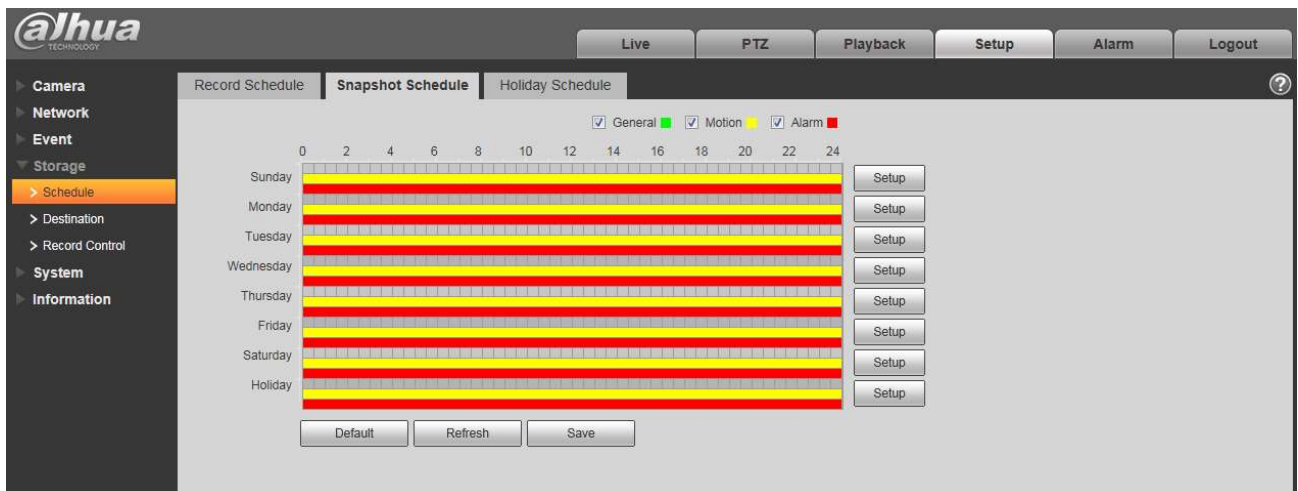 alhua
TECHNOLOGY
Live PTZ Playback Setup Alarm Logout
Camera
Network
Event
Storage
> Schedule
> Destination
> Record Control
System
Information
Record Schedule Snapshot Schedule Holiday Schedule ?
General Motion Alarm
0 2 4 6 8 10 12 14 16 18 20 22 24
Sunday Setup
Monday Setup
Tuesday Setup
Wednesday Setup
Thursday Setup
Friday Setup
Saturday Setup
Holiday Setup
Default Refresh Save